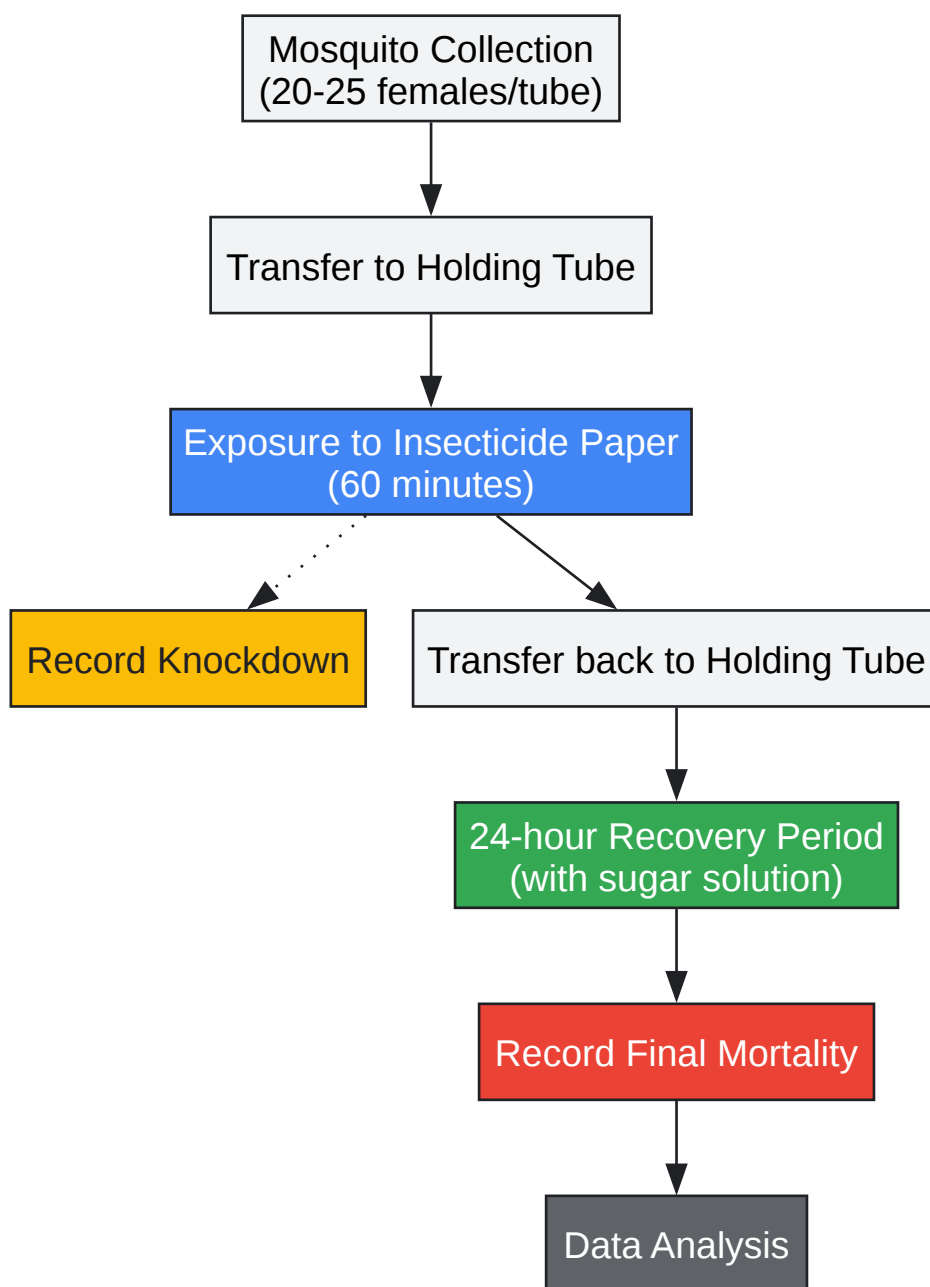 Mosquito Collection
(20-25 females/tube)
Transfer to Holding Tube
Exposure to Insecticide Paper
(60 minutes)
Record Knockdown
Transfer back to Holding Tube
24-hour Recovery Period
(with sugar solution)
Record Final Mortality
Data Analysis